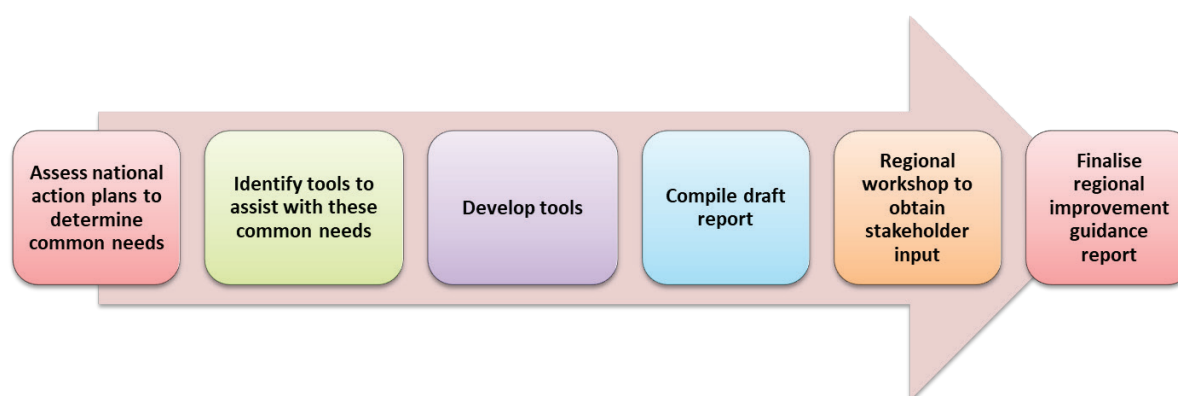 Assess national
action plans to
determine
common needs
Identify tools to
assist with these
common needs
Develop tools
Compile draft
report
Regional
workshop to
obtain
stakeholder
input
Finalise
regional
improvement
guidance
report